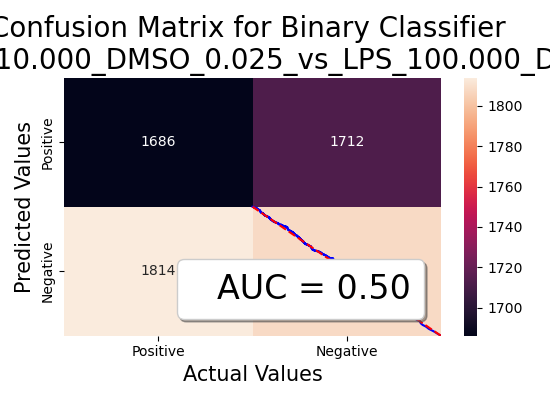 Confusion Matrix for Binary Classifier
10.000_DMSO_0.025_vs_LPS_100.000_D
Predicted Values
Positive
Negative
1686
1712
1814
AUC = 0.50
Positive
Negative
Actual Values
1800
1780
1760
1740
1720
1700